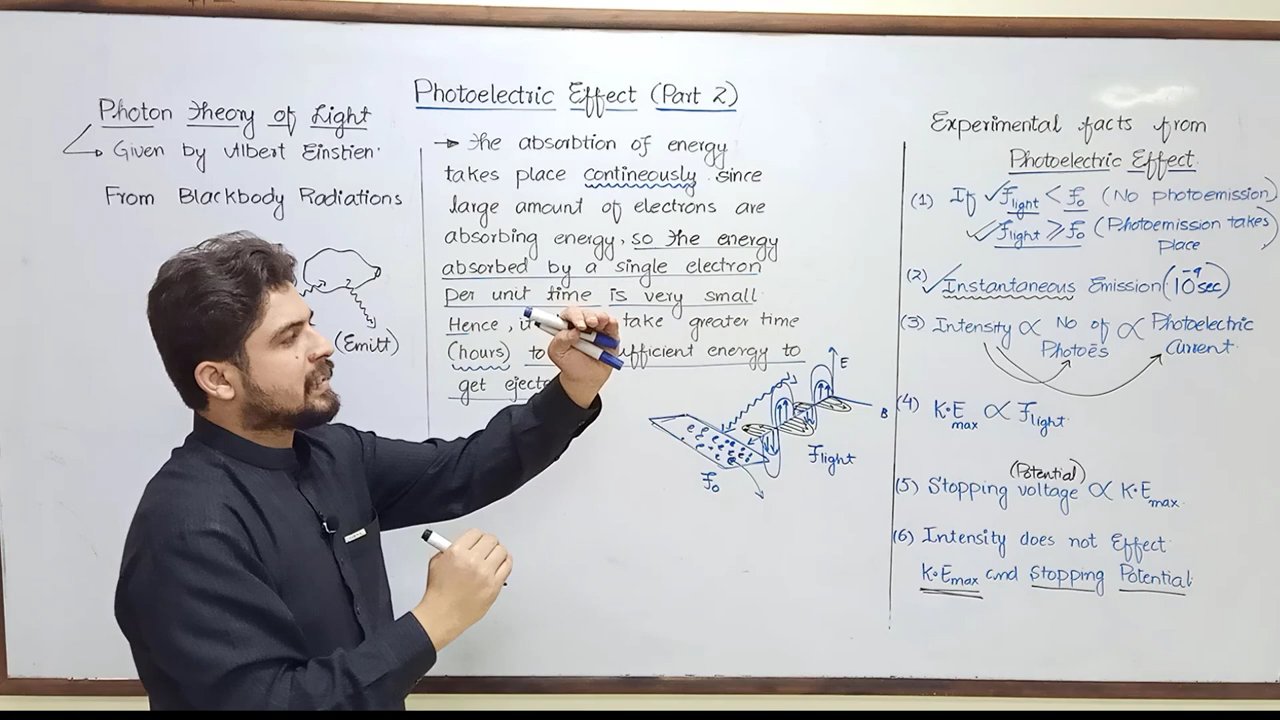 Photoelectric Effect (Part 2)
Photon Theory of Light
Given by Albert Einstien.
From Blackbody Radiations
(Emitt)
The absorbtion of energy
takes place contineously since
large amount of electrons are
absorbing energy, so the energy
absorbed by a single electron
per unit time is very small.
Hence, take greater time
(hours) to ufficient energy to
get eject
E
B
Flight
Fo
e e e e
Experimental facts from
Photoelectric Effect.
(1) If Flight < Fo (No photoemission)
Flight ⩾ Fo (Photoemission takes
place)
(2) Instantaneous Emission (10⁻⁹ sec)
(3) Intensity ∝ No of Photoēs ∝ Photoelectric Current.
(4) K.Emax ∝ Flight.
(Potential)
(5) Stopping voltage ∝ K.Emax.
(6) Intensity does not Effect
K.Emax and Stopping Potential.